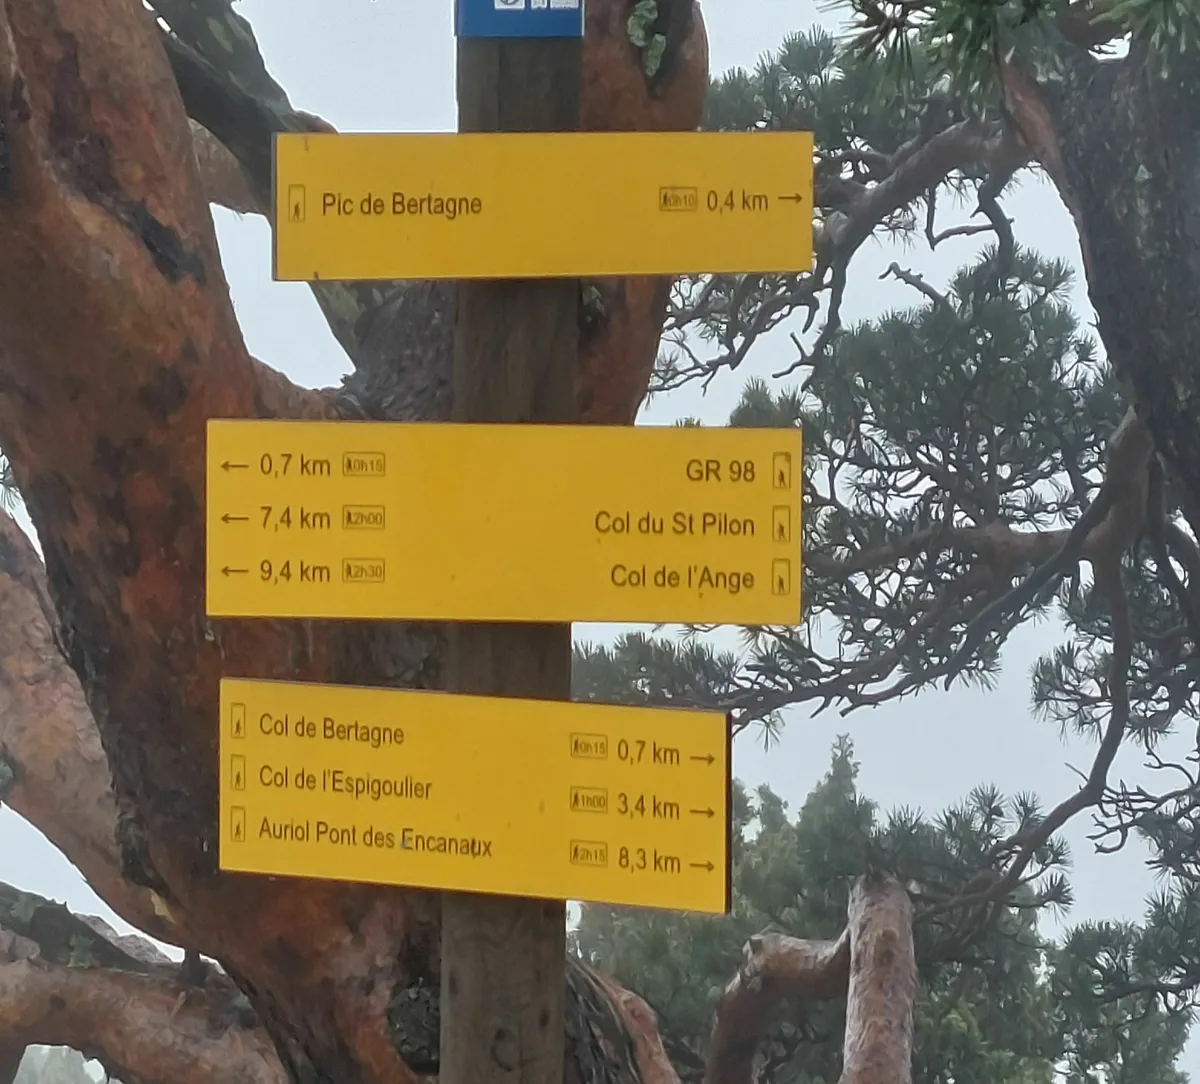 Pic de Bertagne 0h10 0,4 km →
← 0,7 km 0h15 GR 98
← 7,4 km 2h00 Col du St Pilon
← 9,4 km 2h30 Col de l'Ange
Col de Bertagne 0h15 0,7 km →
Col de l'Espigoulier 1h00 3,4 km →
Auriol Pont des Encanaux 2h15 8,3 km →